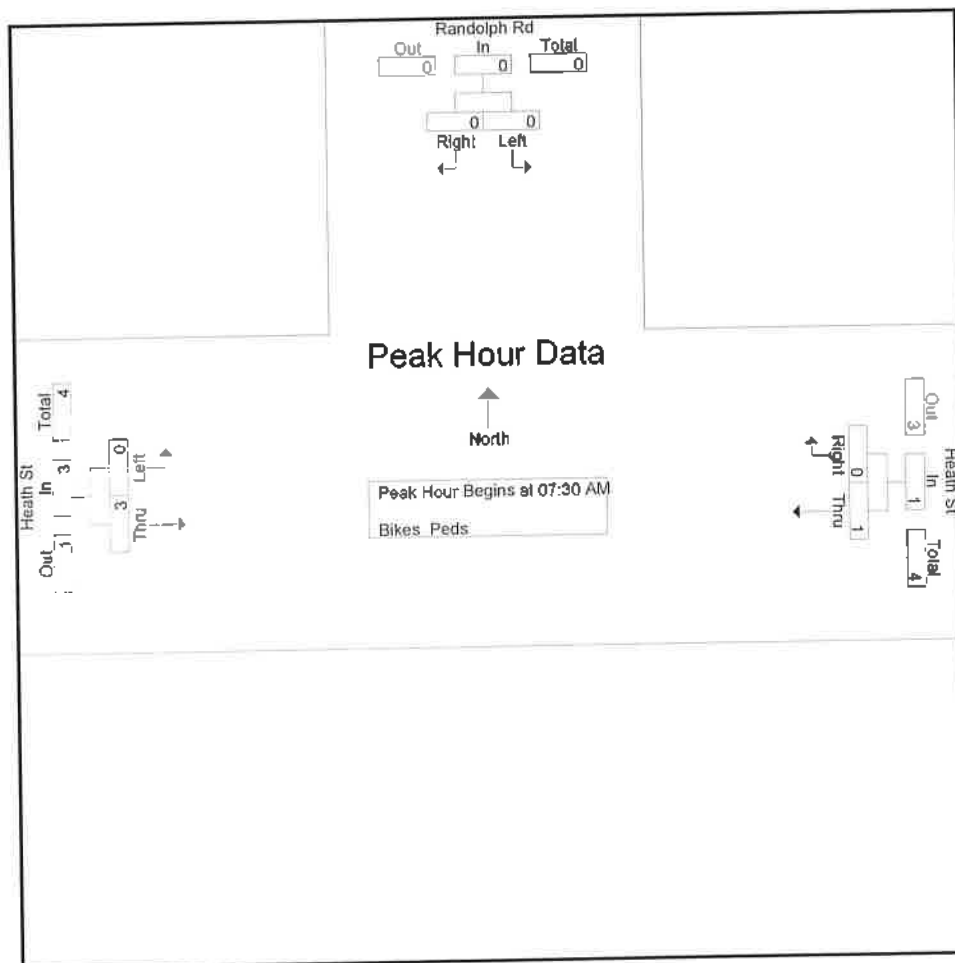 Randolph Rd
Out In Total
0 0 0
0 0
Right Left
Peak Hour Data
North
Peak Hour Begins at 07:30 AM
Bikes Peds
Heath St
Total In Out
4 3 1
0 3
Left Thru
Heath St
Out In Total
3 1 4
0 1
Right Thru